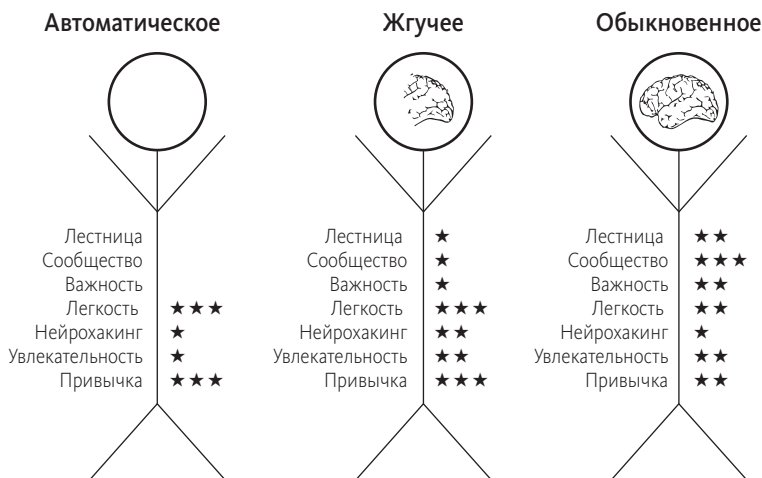 Автоматическое
Лестница
Сообщество
Важность
Легкость ★★★
Нейрохакинг ★
Увлекательность ★
Привычка ★★★
Жгучее
Лестница ★
Сообщество ★
Важность ★
Легкость ★★★
Нейрохакинг ★★
Увлекательность ★★
Привычка ★★★
Обыкновенное
Лестница ★★
Сообщество ★★★
Важность ★★
Легкость ★★
Нейрохакинг ★
Увлекательность ★★
Привычка ★★